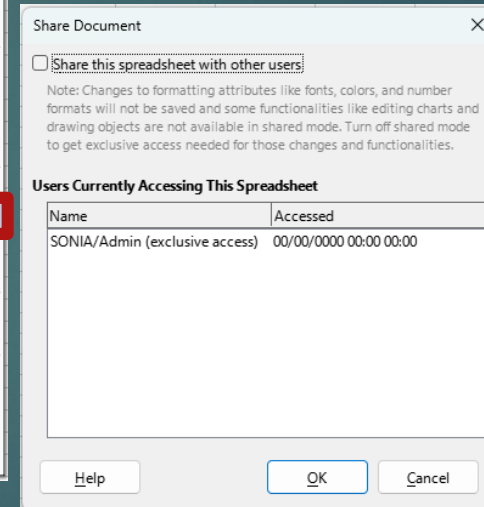 Share Document
Share this spreadsheet with other users
Note: Changes to formatting attributes like fonts, colors, and number
formats will not be saved and some functionalities like editing charts and
drawing objects are not available in shared mode. Turn off shared mode
to get exclusive access needed for those changes and functionalities.
Users Currently Accessing This Spreadsheet
Name Accessed
SONIA/Admin (exclusive access) 00/00/0000 00:00 00:00
Help OK Cancel